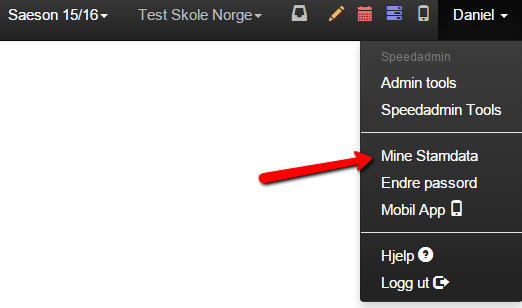 Saeson 15/16 Test Skole Norge Daniel
Speedadmin
Admin tools
Speedadmin Tools
Mine Stamdata
Endre passord
Mobil App
Hjelp ?
Logg ut